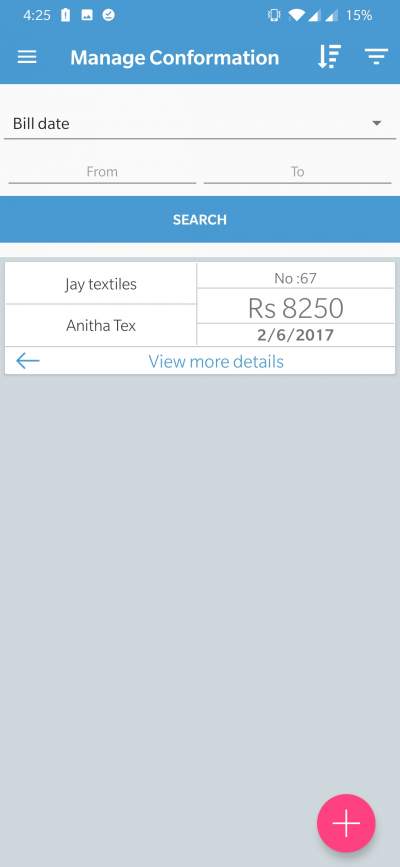 4:25 15%
Manage Conformation
Bill date
From To
SEARCH
Jay textiles
No :67
Rs 8250
Anitha Tex
2/6/2017
View more details